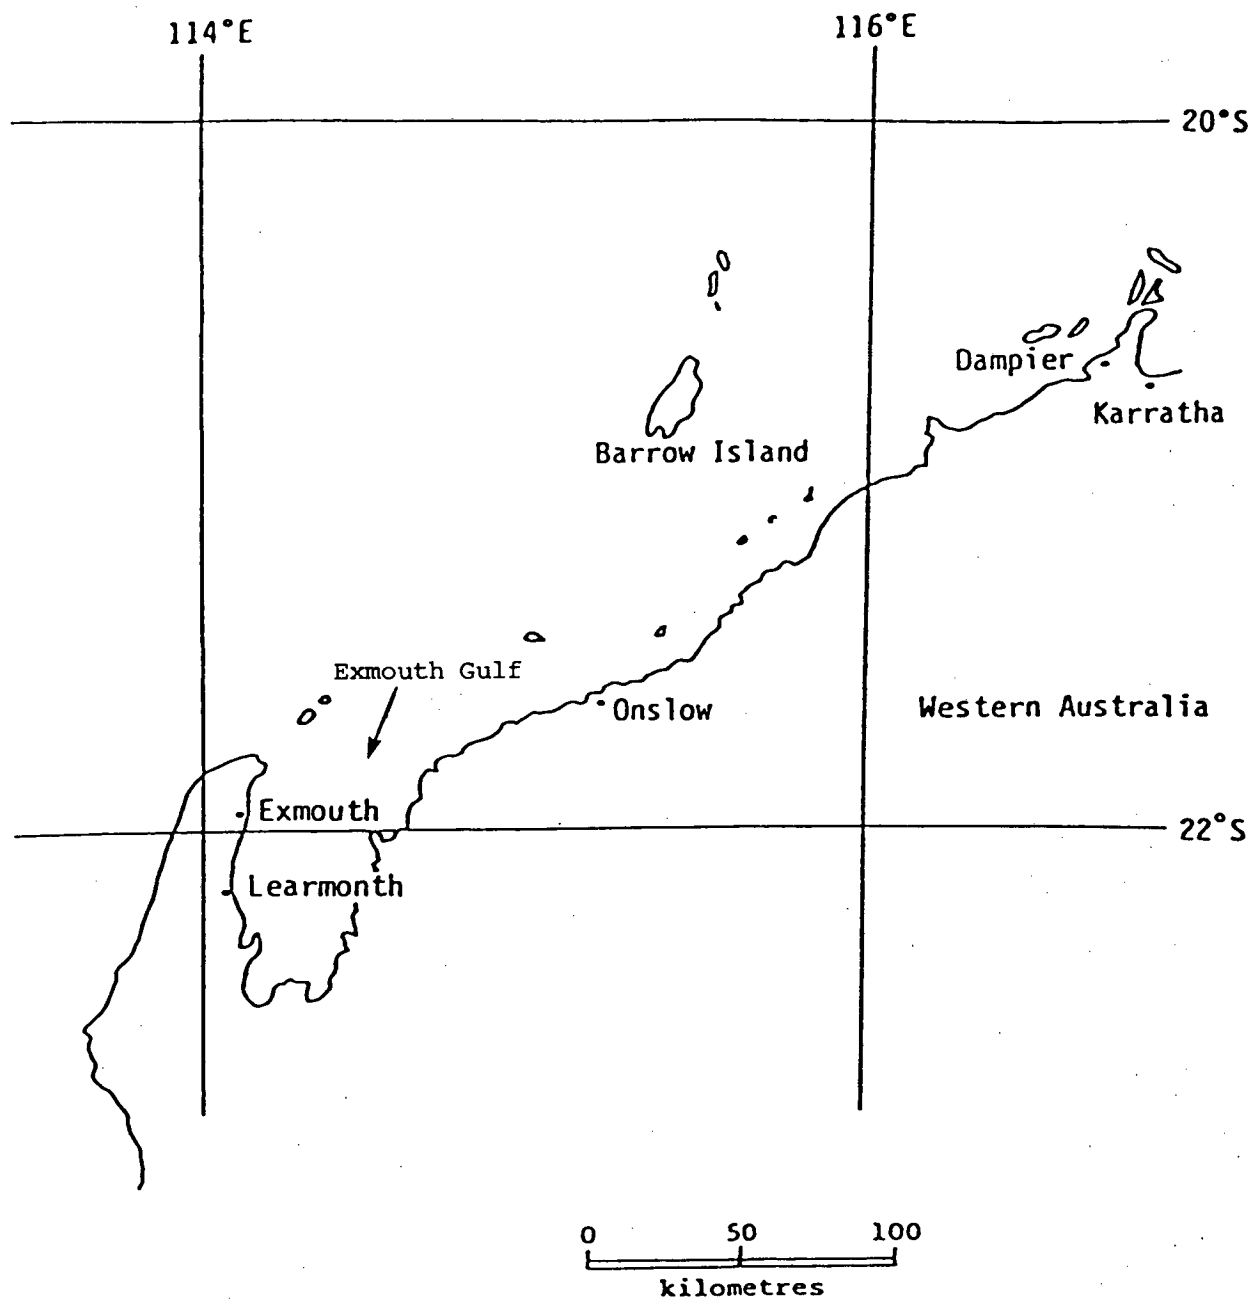 114°E
116°E
20°S
Dampier
Karratha
Barrow Island
Exmouth Gulf
Onslow
Western Australia
Exmouth
22°S
Learmonth
0 50 100
kilometres